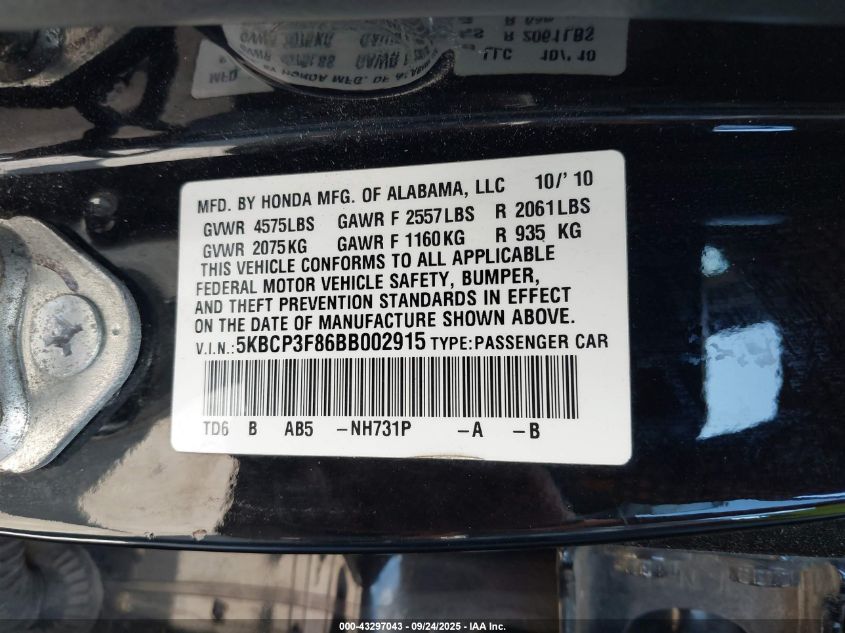 MFD. BY HONDA MFG. OF ALABAMA, LLC 10/' 10
GVWR 4575LBS GAWR F 2557LBS R 2061LBS
GVWR 2075KG GAWR F 1160KG R 935 KG
THIS VEHICLE CONFORMS TO ALL APPLICABLE
FEDERAL MOTOR VEHICLE SAFETY, BUMPER,
AND THEFT PREVENTION STANDARDS IN EFFECT
ON THE DATE OF MANUFACTURE SHOWN ABOVE.
V.I.N.: 5KBCP3F86BB002915 TYPE: PASSENGER CAR
TD6 B AB5 -NH731P -A -B
000-43297043 - 09/24/2025 - IAA Inc.